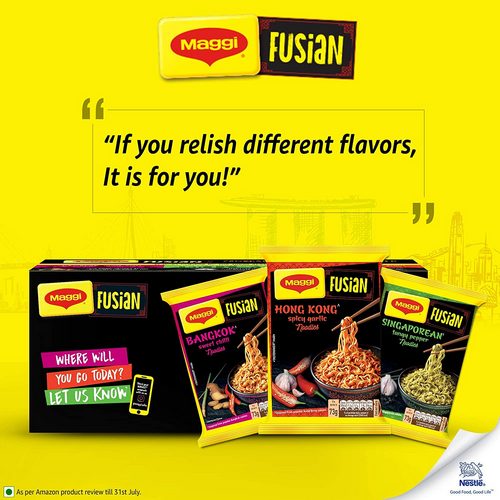 Maggi
FUSiAN
“If you relish different flavors,
It is for you!”
FUSiAN
Maggi
FUSiAN
WHERE WILL
YOU GO TODAY?
LET US KNOW
Maggi
FUSiAN
BANGKOK^
sweet chilli
Noodles
Maggi
FUSiAN
HONG KONG^
spicy garlic
Noodles
Maggi
FUSiAN
SINGAPOREAN^
tangy pepper
Noodles
As per Amazon product review till 31st July.
Nestlé®
Good Food, Good Life™